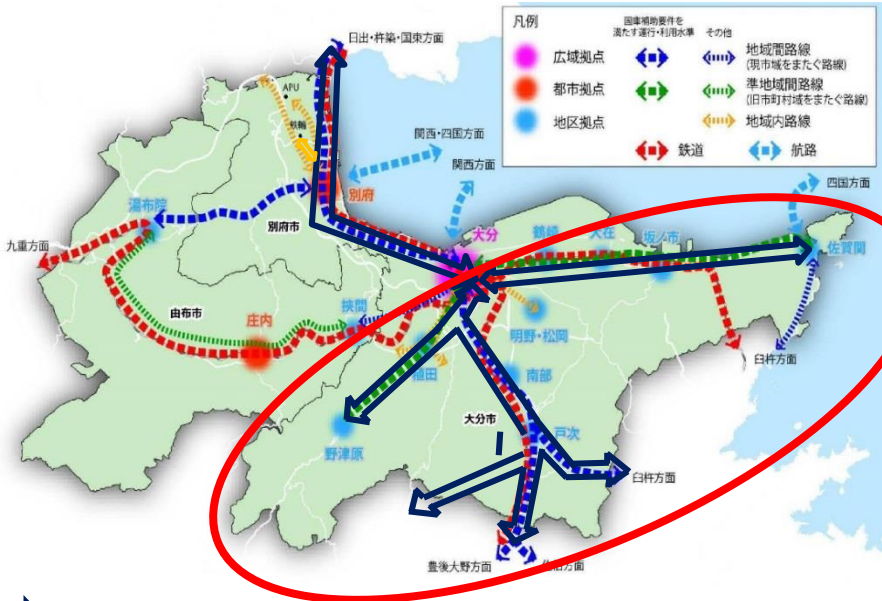 凡例
国庫補助要件を
満たす運行・利用水準
その他
広域拠点
地域間路線
(現市域をまたぐ路線)
都市拠点
準地域間路線
(旧市町村域をまたぐ路線)
地区拠点
地域内路線
鉄道
航路
日出・杵築・国東方面
APU
鉄輪
関西・四国方面
関西方面
四国方面
別府
湯布院
別府市
大分
鶴崎
大在
坂ノ市
佐賀関
九重方面
由布市
庄内
挾間
明野・松岡
臼杵方面
稙田
南部
大分市
戸次
野津原
臼杵方面
豊後大野方面
方面